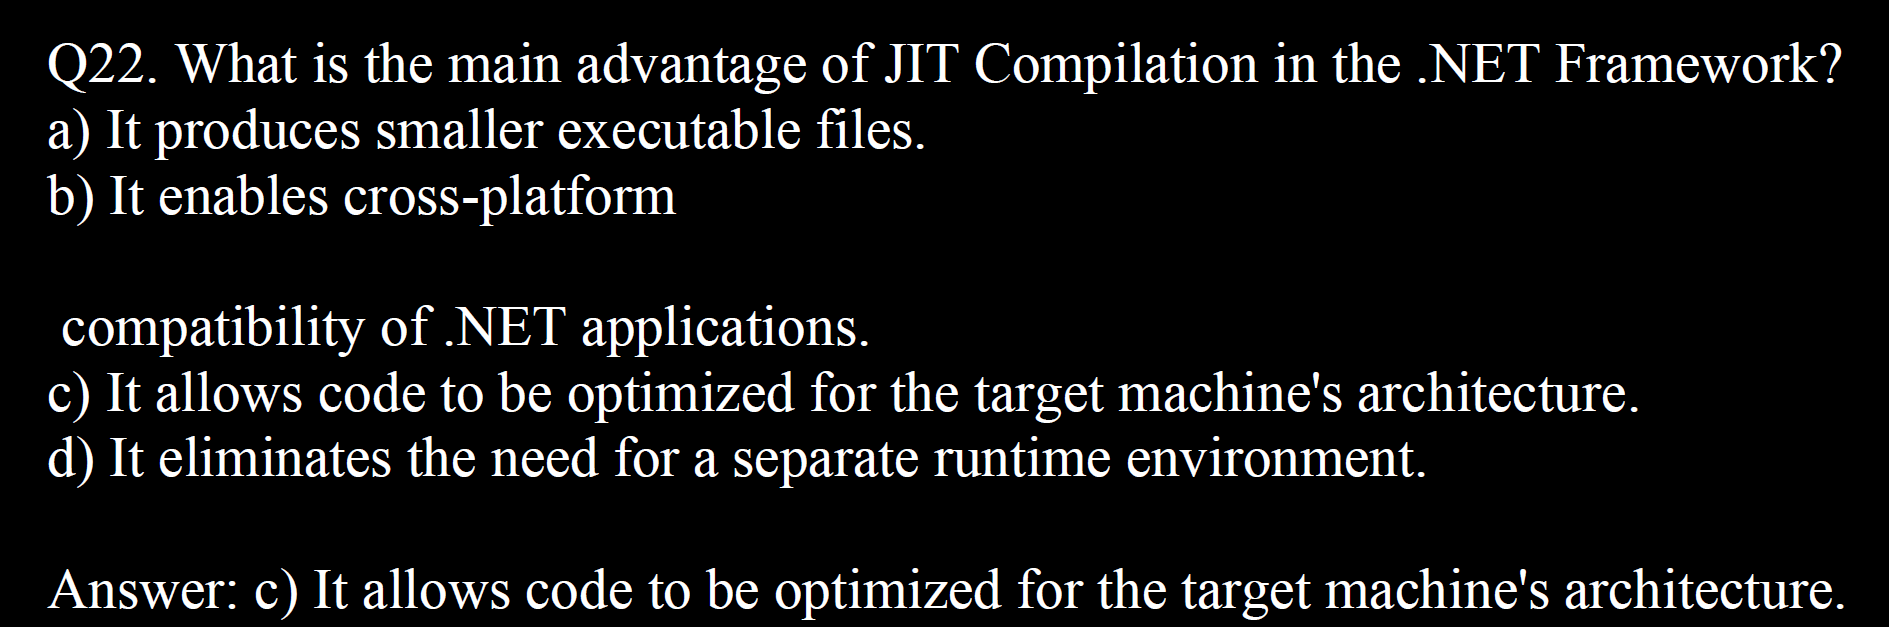 Q22. What is the main advantage of JIT Compilation in the .NET Framework?
a) It produces smaller executable files.
b) It enables cross-platform
compatibility of .NET applications.
c) It allows code to be optimized for the target machine's architecture.
d) It eliminates the need for a separate runtime environment.
Answer: c) It allows code to be optimized for the target machine's architecture.